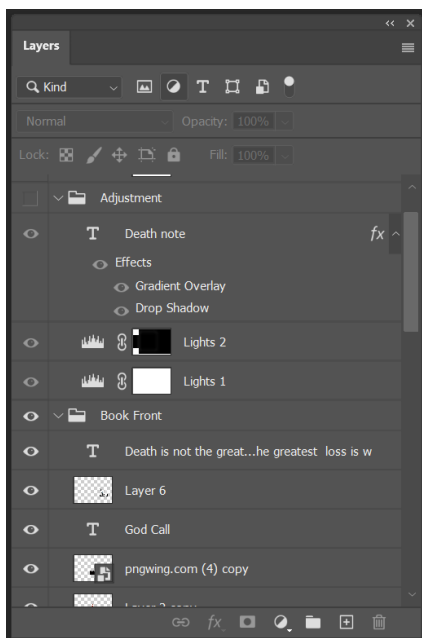 Layers
Kind
Normal Opacity: 100%
Lock: Fill: 100%
Adjustment
T Death note fx
Effects
Gradient Overlay
Drop Shadow
Lights 2
Lights 1
Book Front
T Death is not the great...he greatest loss is w
Layer 6
T God Call
pngwing.com (4) copy
fx